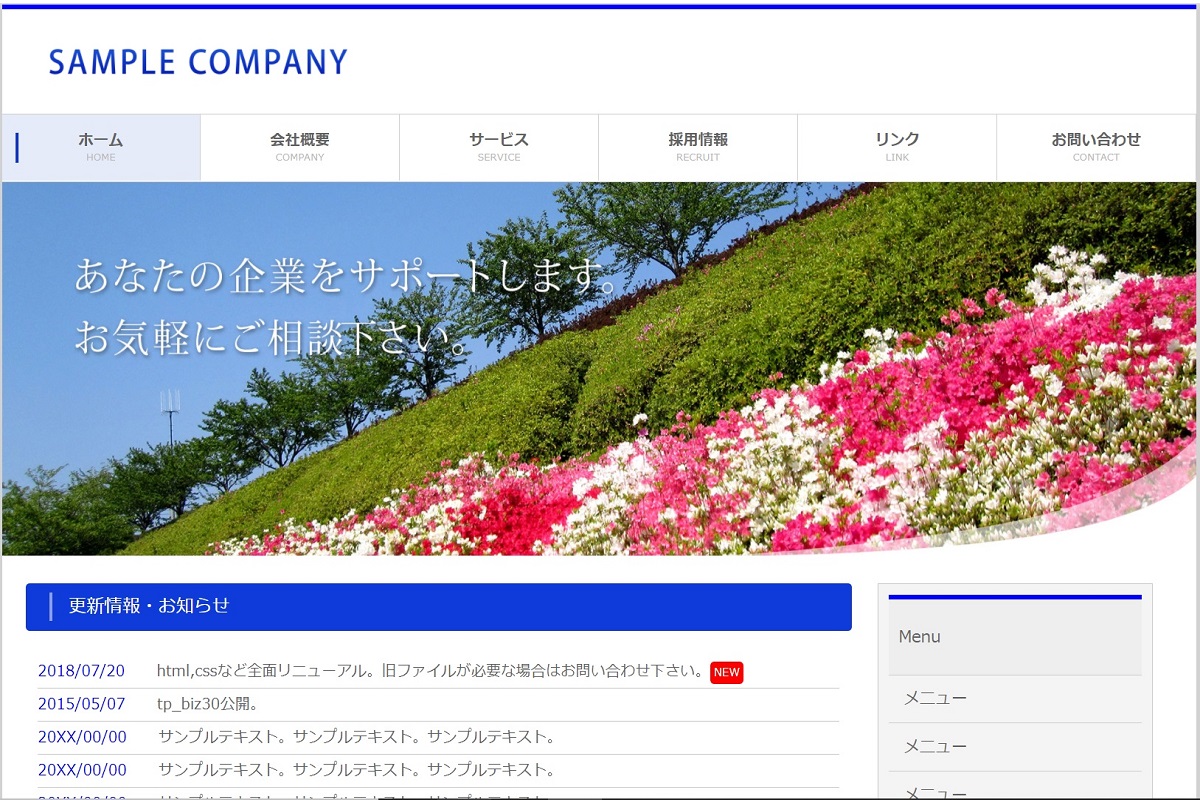 SAMPLE COMPANY
ホーム
HOME
会社概要
COMPANY
サービス
SERVICE
採用情報
RECRUIT
リンク
LINK
お問い合わせ
CONTACT
あなたの企業をサポートします。
お気軽にご相談下さい。
更新情報・お知らせ
2018/07/20 html,cssなど全面リニューアル。旧ファイルが必要な場合はお問い合わせ下さい。 NEW
2015/05/07 tp_biz30公開。
20XX/00/00 サンプルテキスト。サンプルテキスト。サンプルテキスト。
20XX/00/00 サンプルテキスト。サンプルテキスト。サンプルテキスト。
Menu
メニュー
メニュー
メニュー